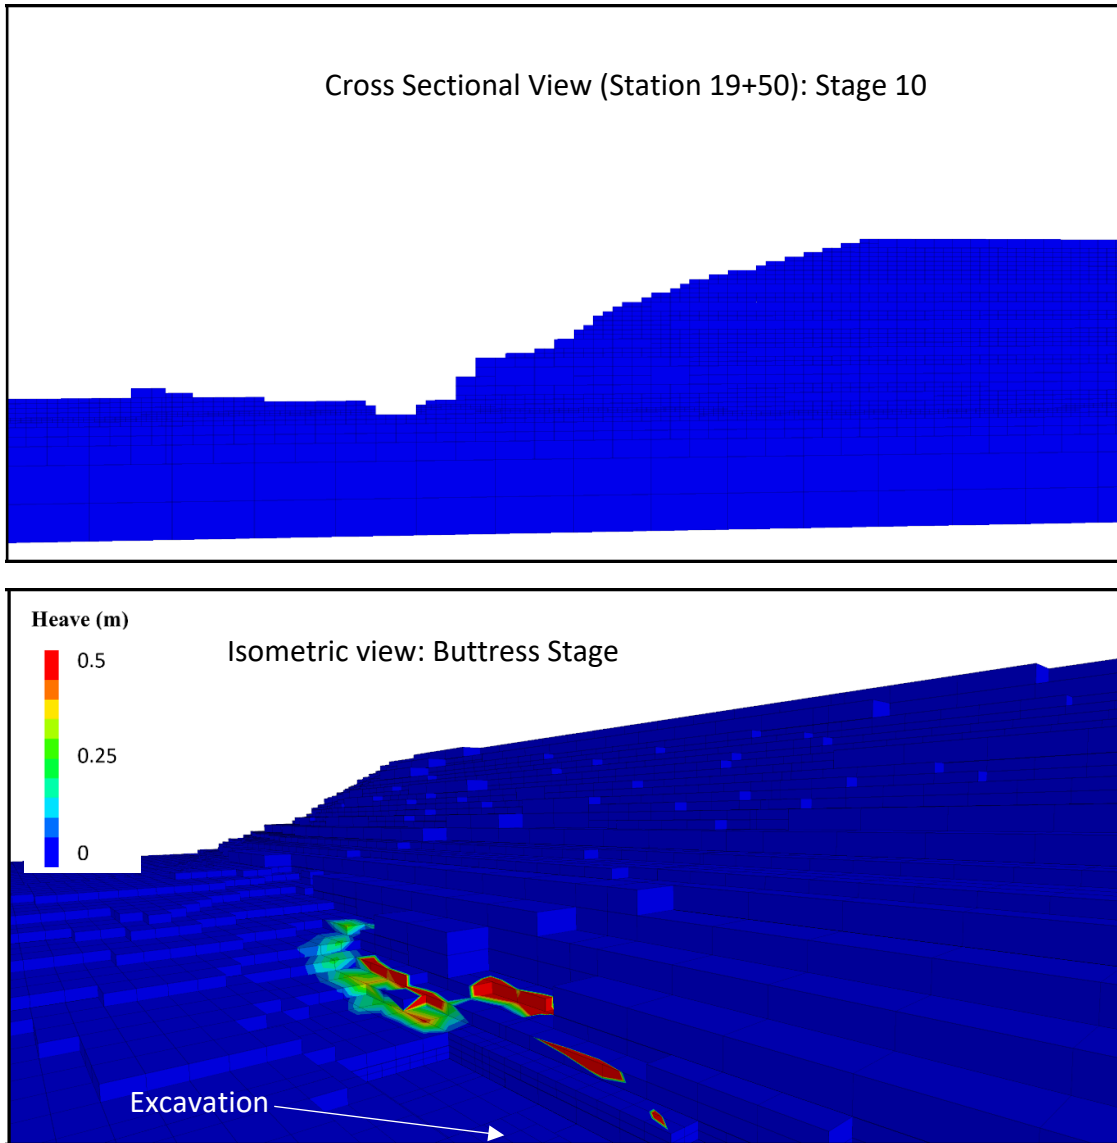 Cross Sectional View (Station 19+50): Stage 10
Heave (m)
Isometric view: Buttress Stage
0.5
0.25
0
Excavation